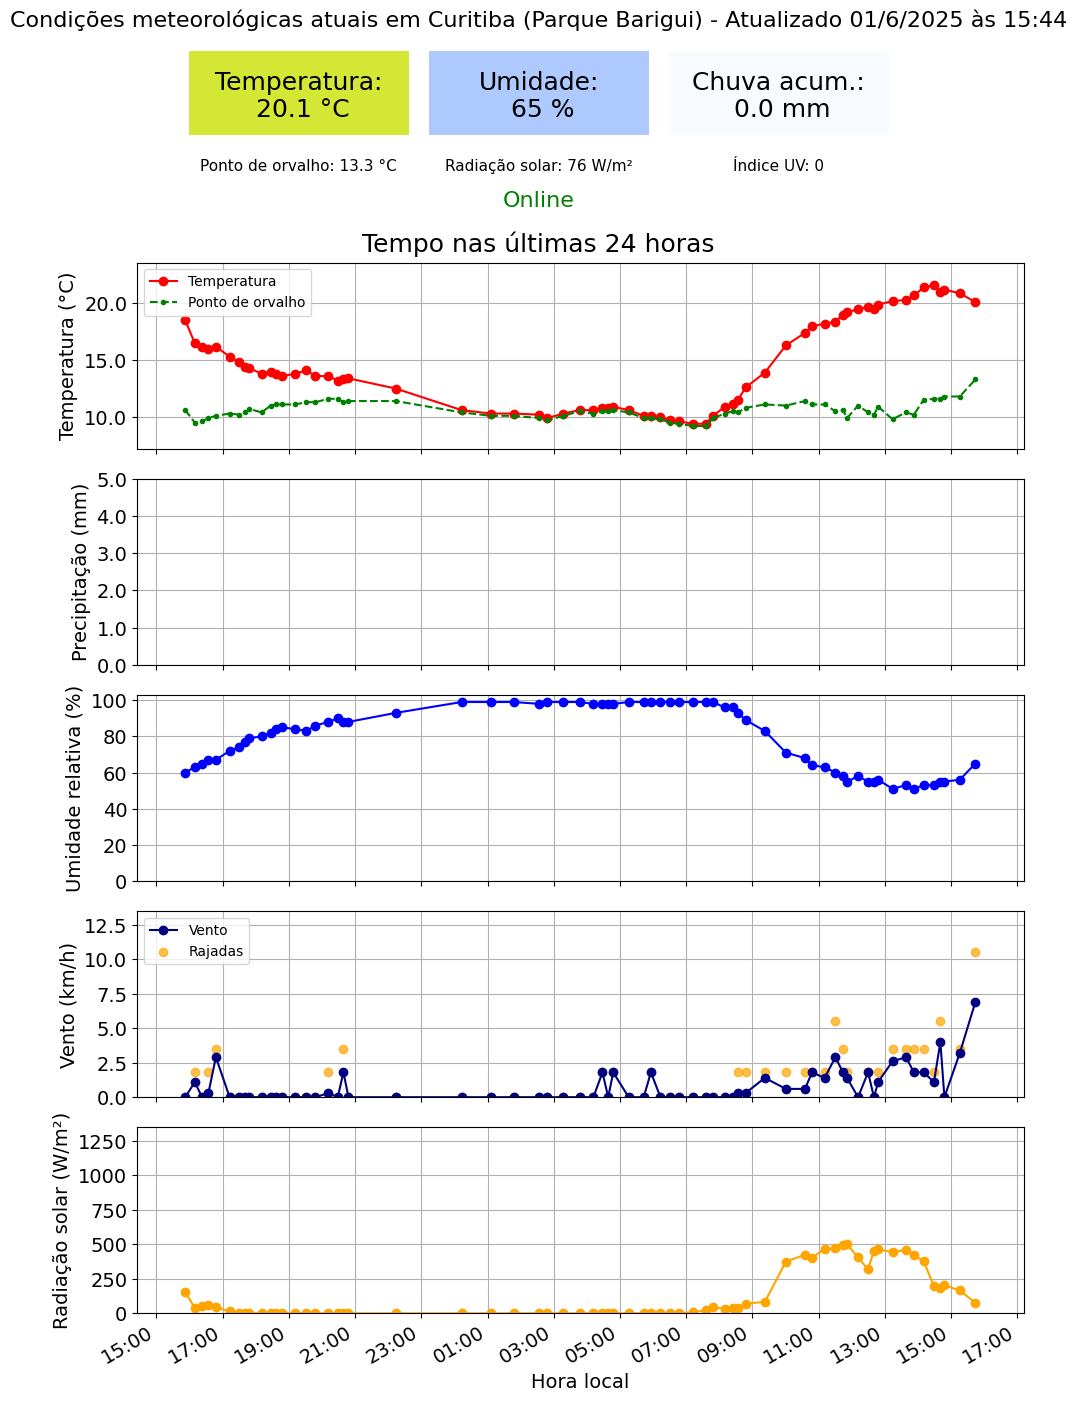 Condições meteorológicas atuais em Curitiba (Parque Barigui) - Atualizado 01/6/2025 às 15:44
Temperatura:
20.1 °C
Umidade:
65 %
Chuva acum.:
0.0 mm
Ponto de orvalho: 13.3 °C
Radiação solar: 76 W/m²
Índice UV: 0
Online
Tempo nas últimas 24 horas
Temperatura (°C)
20.0
15.0
10.0
Temperatura
Ponto de orvalho
Precipitação (mm)
5.0
4.0
3.0
2.0
1.0
0.0
Umidade relativa (%)
100
80
60
40
20
0
Vento (km/h)
12.5
10.0
7.5
5.0
2.5
0.0
Vento
Rajadas
Radiação solar (W/m²)
1250
1000
750
500
250
0
15:00
17:00
19:00
21:00
23:00
01:00
03:00
05:00
07:00
09:00
11:00
13:00
15:00
17:00
Hora local